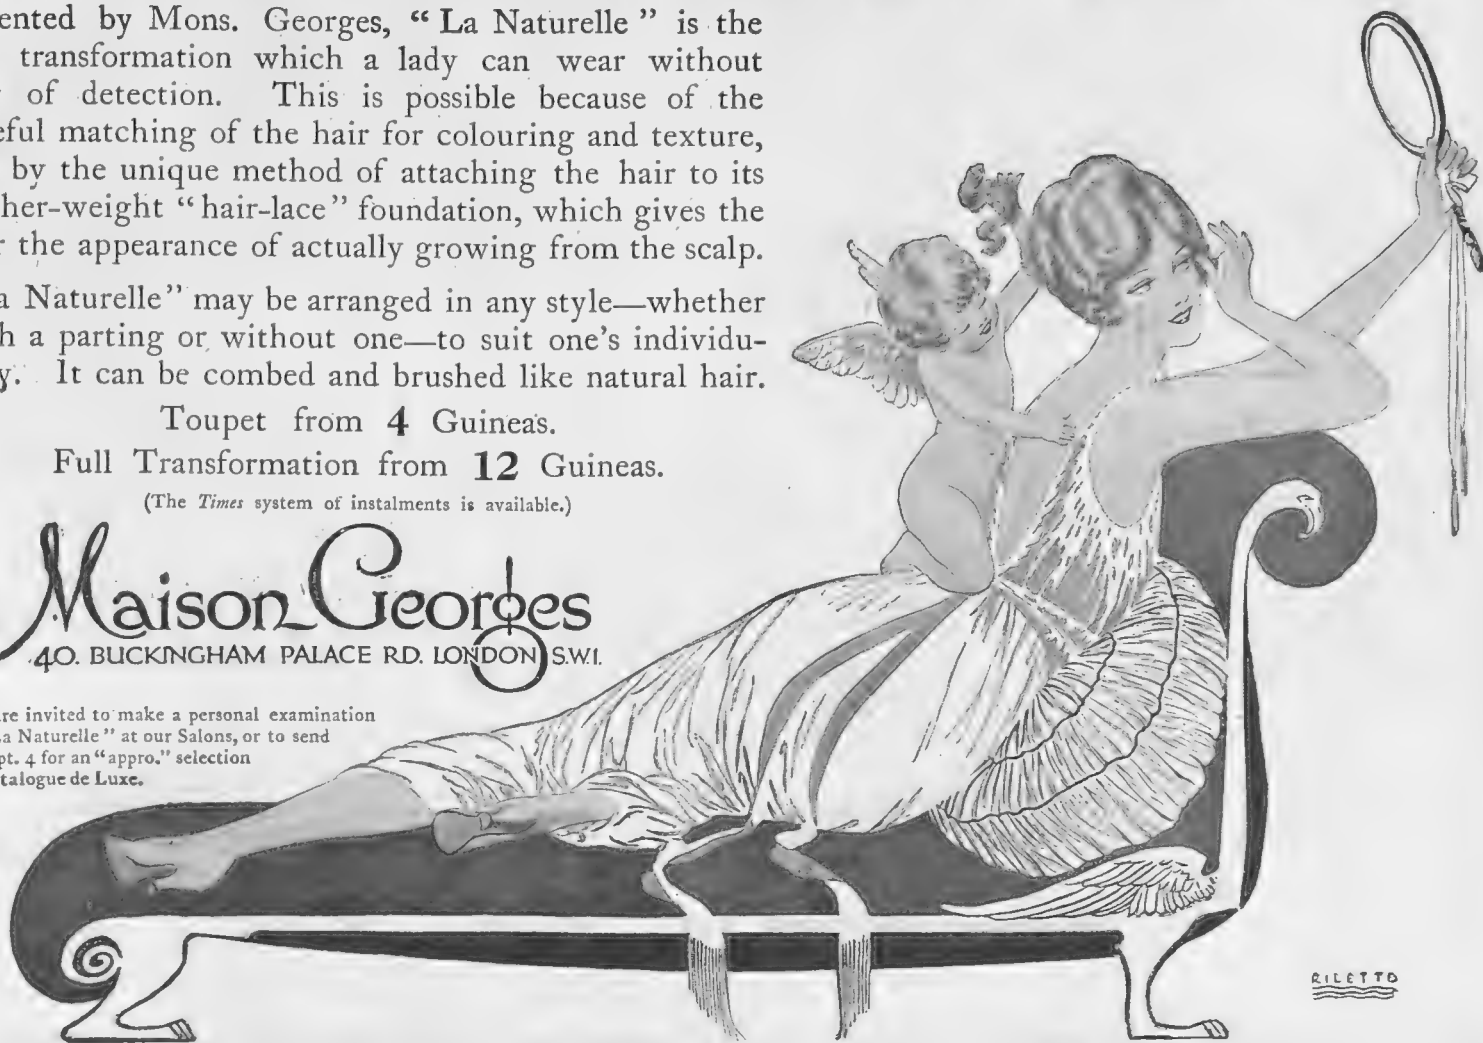 ented by Mons. Georges, “ La Naturelle ” is the
transformation which a lady can wear without
of detection. This is possible because of the
eful matching of the hair for colouring and texture,
by the unique method of attaching the hair to its
her-weight “hair-lace” foundation, which gives the
the appearance of actually growing from the scalp.
a Naturelle” may be arranged in any style—whether
h a parting or without one—to suit one's individu-
y. It can be combed and brushed like natural hair.
Toupet from 4 Guineas.
Full Transformation from 12 Guineas.
(The Times system of instalments is available.)
Maison Georges
40. BUCKINGHAM PALACE RD. LONDON S.W.1.
re invited to make a personal examination
a Naturelle” at our Salons, or to send
pt. 4 for an “appro.” selection
talogue de Luxe.
RILETTO